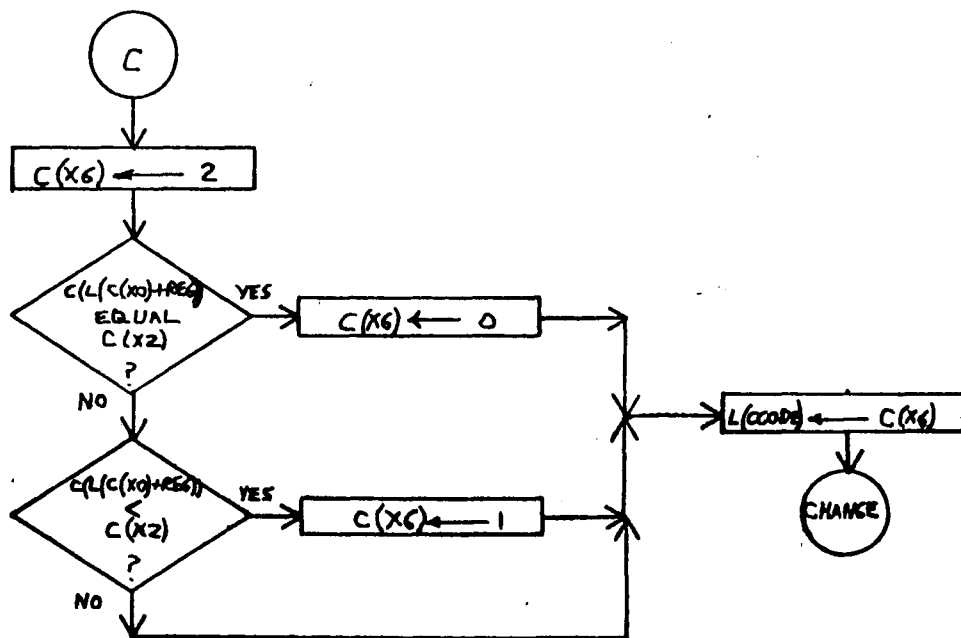 C
C(X6) ← 2
C(L(C(X0)+REG)
EQUAL
C(X2)
?
YES
NO
C(X6) ← 0
C(L(C(X0)+REG))
<
C(X2)
?
YES
NO
C(X6) ← 1
L(CCODE) ← C(X6)
CHANGE